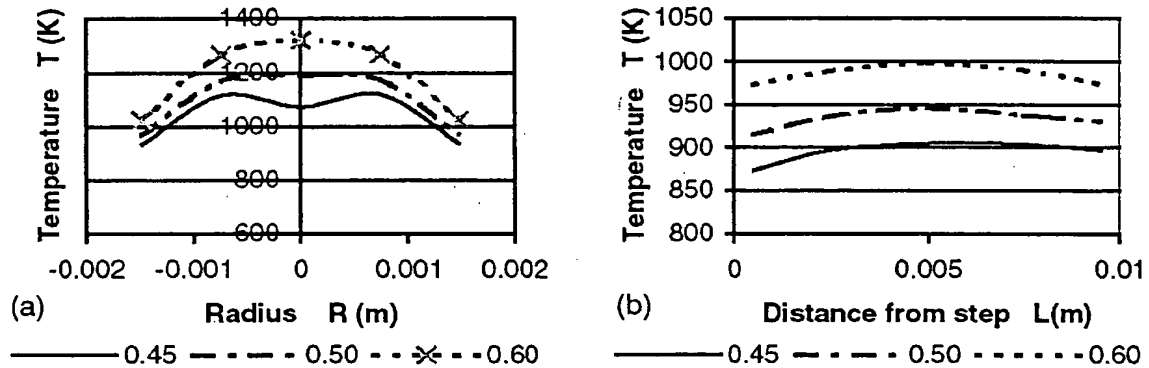 Temperature T (K)
1400
1200
1000
800
600
-0.002 -0.001 0 0.001 0.002
(a)
Radius R (m)
0.45 0.50 0.60
Temperature T (K)
1050
1000
950
900
850
800
0 0.005 0.01
(b)
Distance from step L(m)
0.45 0.50 0.60